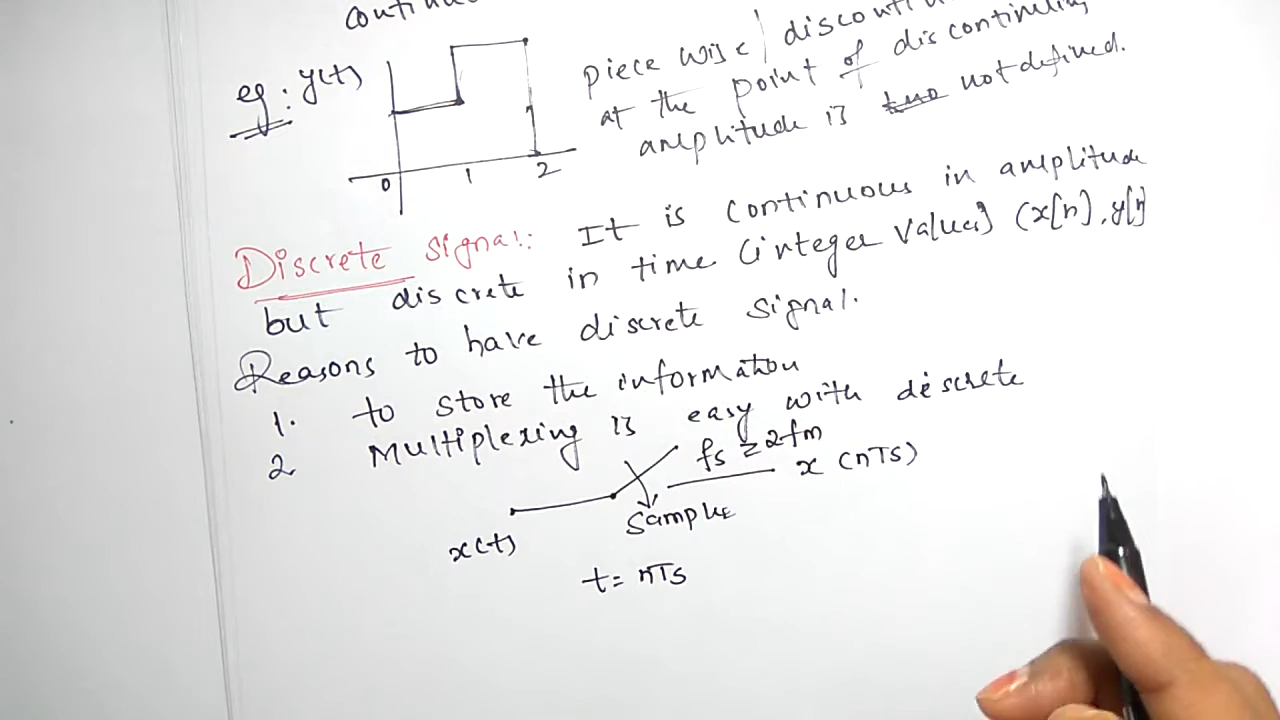 eg: y(t)
0 1 2
piece wise/
at the point of discontinuity
amplitude is not defined.
Discrete signal: It is continuous in amplitude
but discrete in time (integer values) (x[n], y[n]
Reasons to have discrete signal.
1. to store the information
2 Multiplexing is easy with discrete
fs ≥ 2fm
x(t) sample x(nTs)
t = nTs